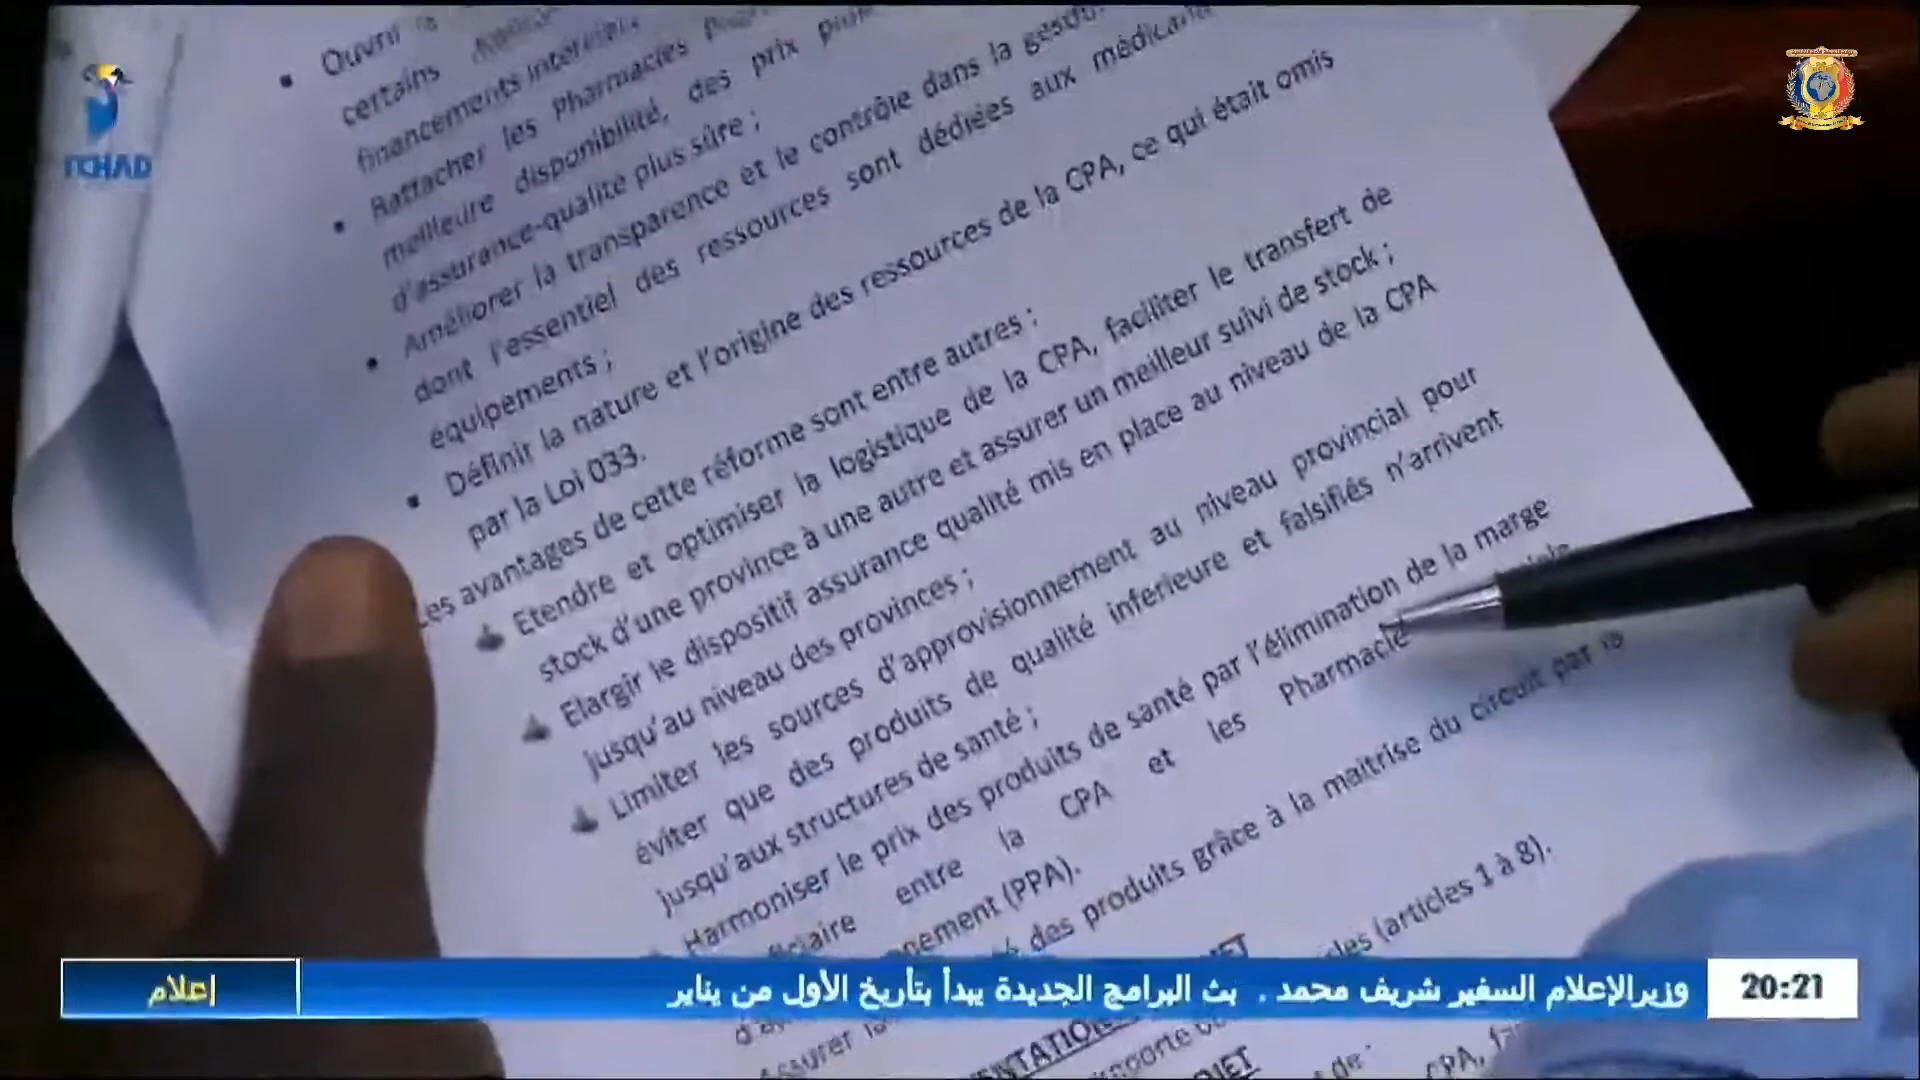 TCHAD
• Ouvrir la
certains
financements intérieurs
• Rattacher les pharmacies
meilleure disponibilité, des prix plus
d'assurance-qualité plus sûre ;
• Améliorer la transparence et le contrôle dans la gestion
dont l'essentiel des ressources sont dédiées aux
équipements ;
• Définir la nature et l'origine des ressources de la CPA, ce qui était omis
par la Loi 033.
Les avantages de cette réforme sont entre autres :
Etendre et optimiser la logistique de la CPA, faciliter le transfert de
stock d'une province à une autre et assurer un meilleur suivi de stock ;
Elargir le dispositif assurance qualité mis en place au niveau de la CPA
jusqu'au niveau des provinces ;
Limiter les sources d'approvisionnement au niveau provincial pour
éviter que des produits de qualité inferieure et falsifiés n'arrivent
jusqu'aux structures de santé ;
Harmoniser le prix des produits de santé par l'élimination de la marge
entre la CPA et les Pharmacie
(PPA).
des produits grâce à la maitrise du circuit par la
(articles 1 à 8).
إعلام
وزيرالإعلام السفير شريف محمد . بث البرامج الجديدة يبدأ بتأريخ الأول من يناير
20:21
CPA,